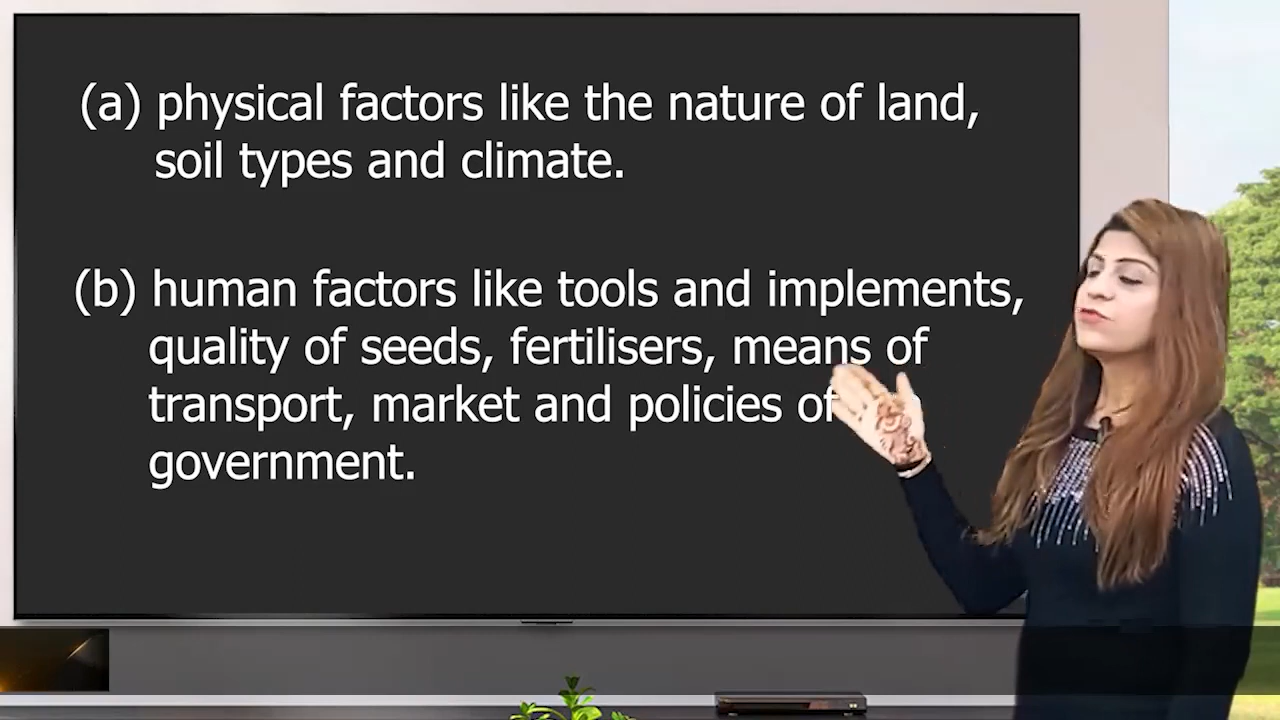 (a) physical factors like the nature of land,
soil types and climate.
(b) human factors like tools and implements,
quality of seeds, fertilisers, means of
transport, market and policies of
government.